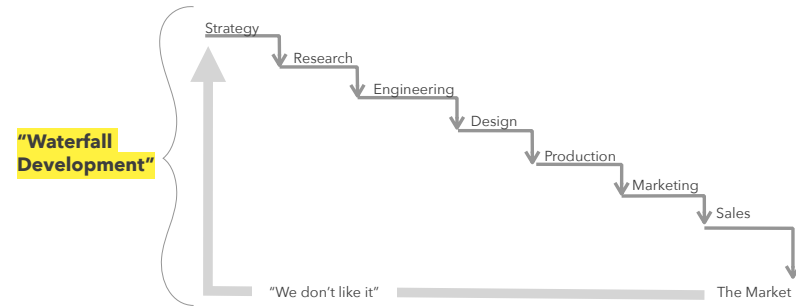 Strategy
Research
Engineering
Design
Production
Marketing
Sales
“Waterfall
Development”
“We don’t like it”
The Market